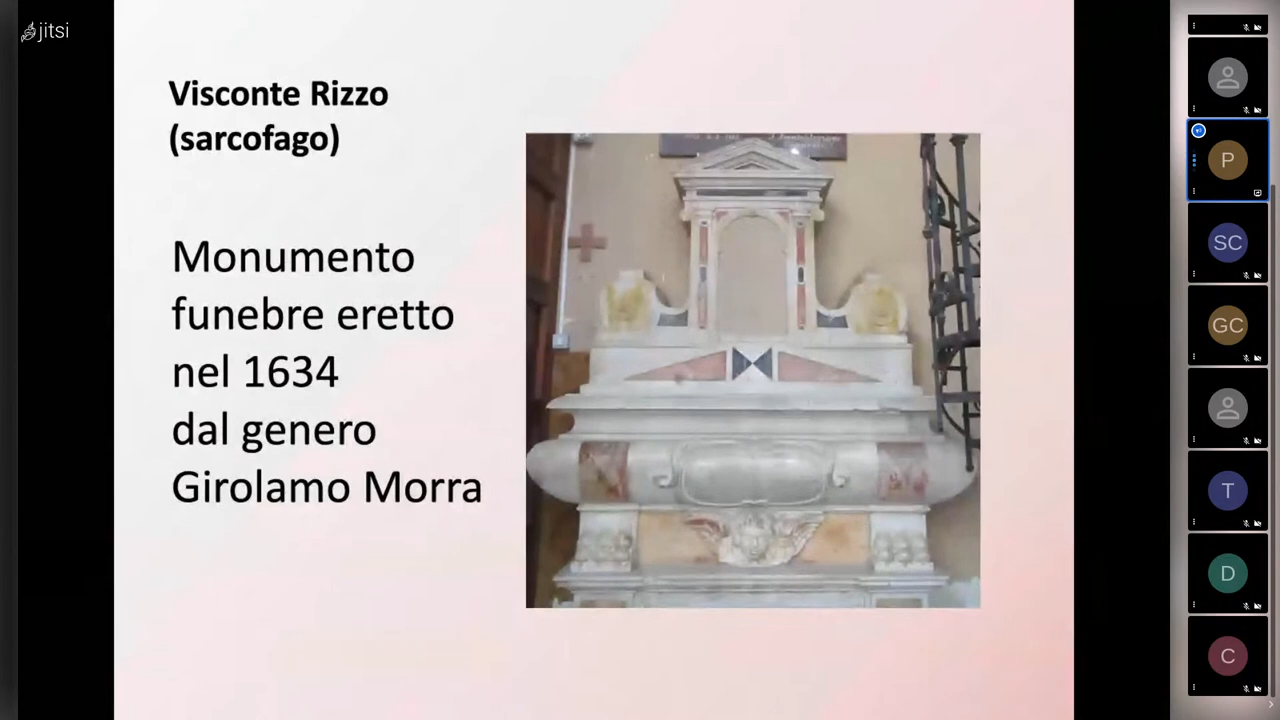 jitsi
Visconte Rizzo
(sarcofago)
Monumento
funebre eretto
nel 1634
dal genero
Girolamo Morra
P
SC
GC
T
D
C